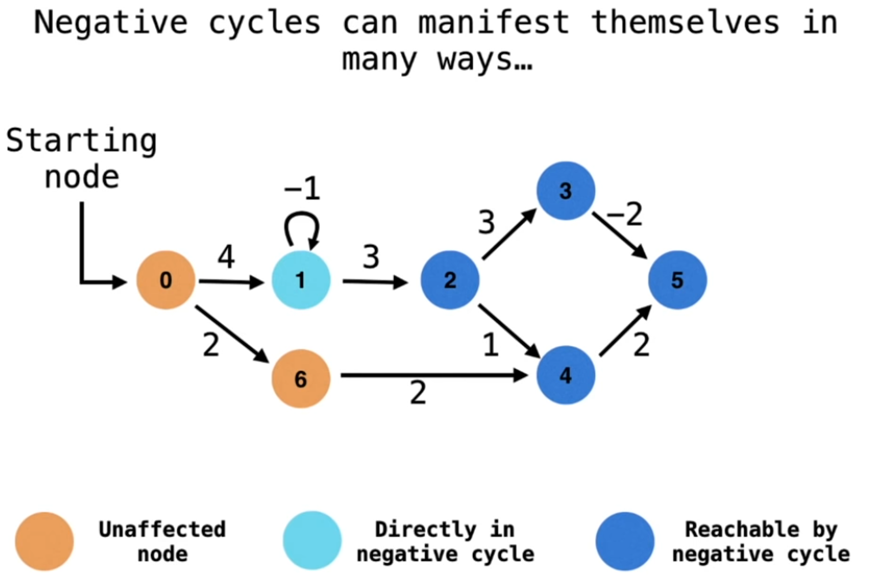 Negative cycles can manifest themselves in
many ways…
Starting
node
−1
3
3
−2
4
3
0
1
2
5
2
1
2
6
4
2
Unaffected
node
Directly in
negative cycle
Reachable by
negative cycle